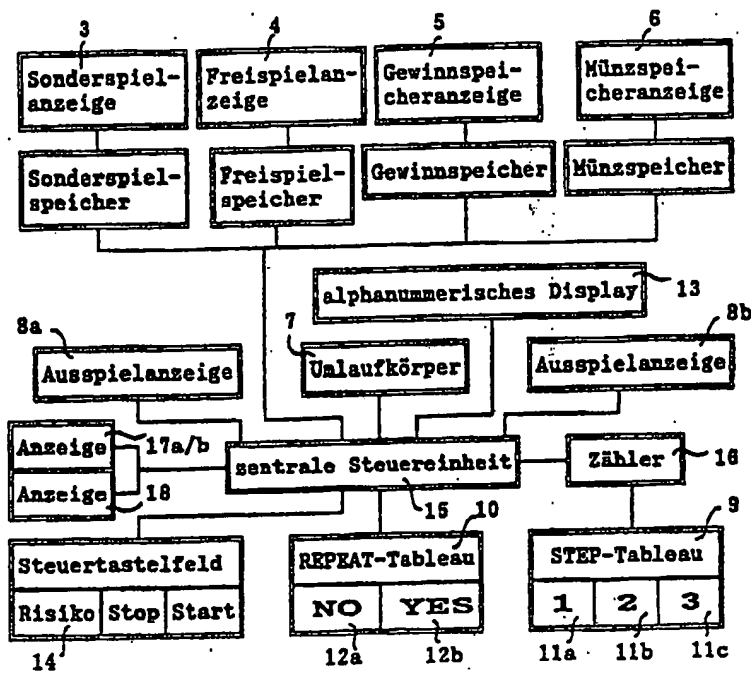 3
4
5
6
Sonderspiel-
anzeige
Freispielan-
zeige
Gewinnspei-
cheranzeige
Münzspei-
cheranzeige
Sonderspiel-
speicher
Freispiel-
speicher
Gewinnspeicher
Münzspeicher
alphanummerisches Display
13
8a
7
8b
Ausspielanzeige
Umlaufkörper
Ausspielanzeige
Anzeige
17a/b
Anzeige
18
zentrale Steuereinheit
15
Zähler
16
10
9
Steuertastelfeld
REPEAT-Tableau
STEP-Tableau
Risiko
Stop
Start
NO
YES
1
2
3
14
12a
12b
11a
11b
11c